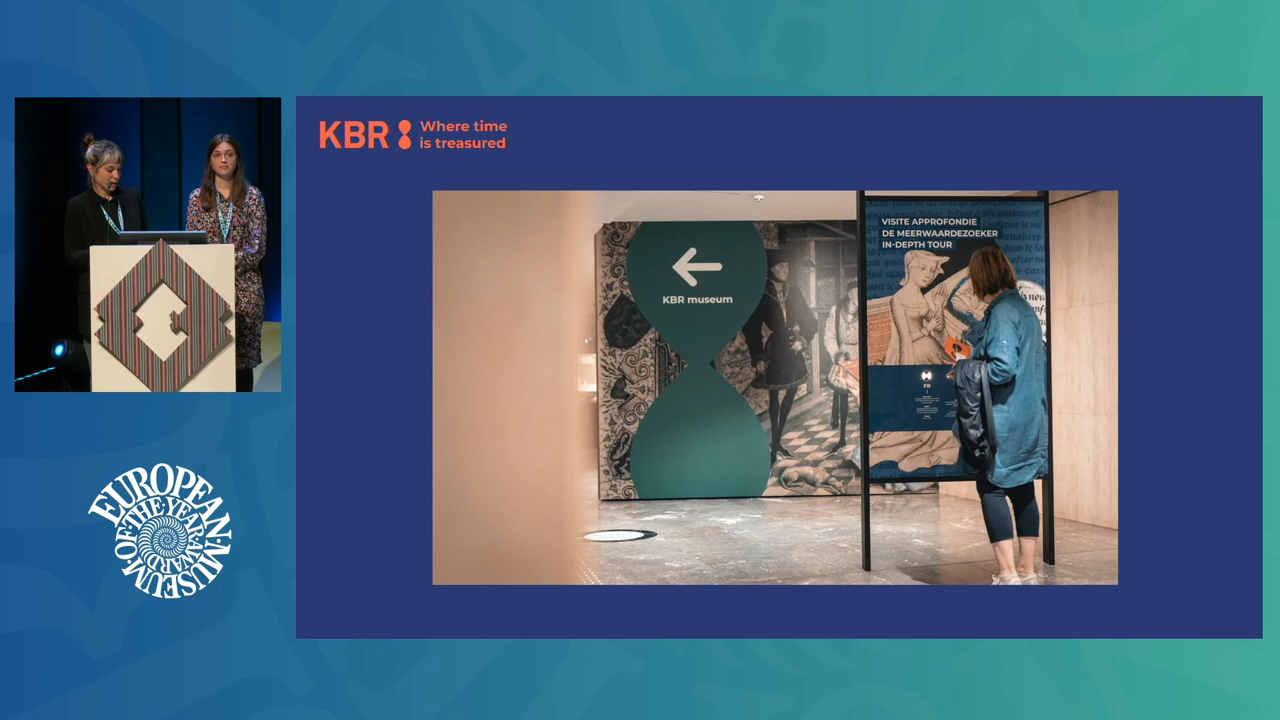 KBR
Where time
is treasured
KBR museum
VISITE APPROFONDIE
DE MEERWAARDEZOEKER
IN-DEPTH TOUR
FR
EUROPEAN MUSEUM
OF·THE·YEAR·AWARD